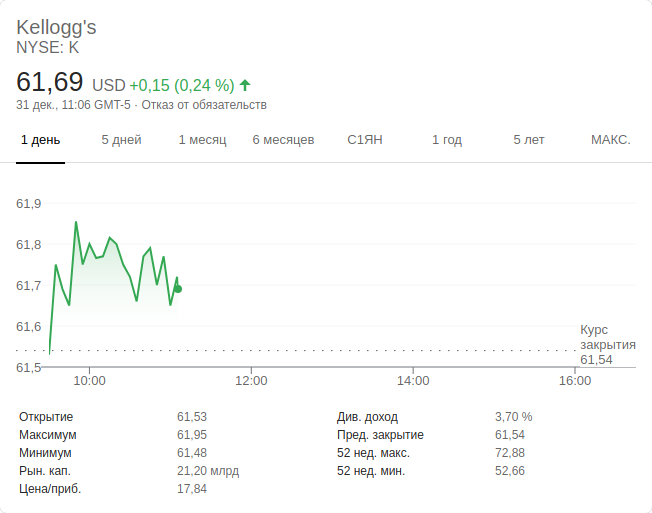 Kellogg's
NYSE: K
61,69 USD +0,15 (0,24 %)
31 дек., 11:06 GMT-5 · Отказ от обязательств
1 день 5 дней 1 месяц 6 месяцев С1ЯН 1 год 5 лет МАКС.
61,9
61,8
61,7
61,6
61,5
Курс
закрытия
61,54
10:00 12:00 14:00 16:00
Открытие 61,53 Див. доход 3,70 %
Максимум 61,95 Пред. закрытие 61,54
Минимум 61,48 52 нед. макс. 72,88
Рын. кап. 21,20 млрд 52 нед. мин. 52,66
Цена/приб. 17,84